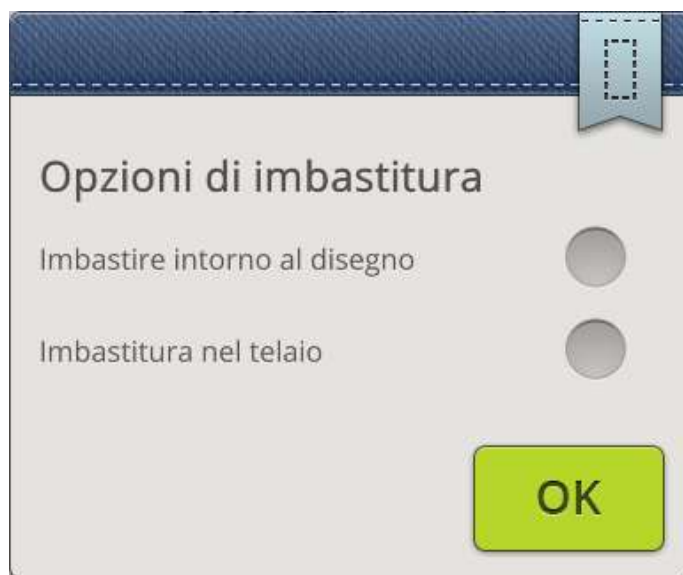 Opzioni di imbastitura
Imbastire intorno al disegno
Imbastitura nel telaio
OK